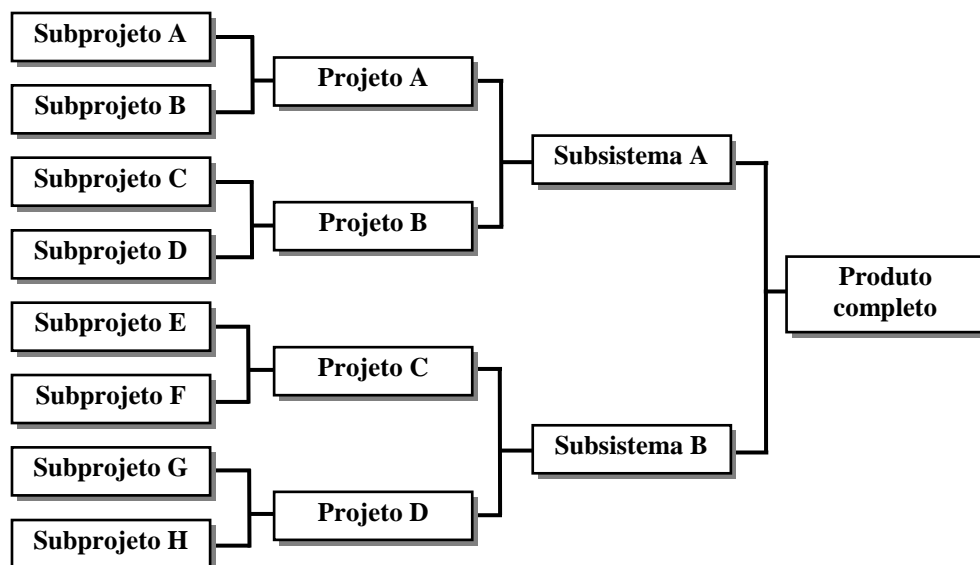 Subprojeto A
Subprojeto B
Subprojeto C
Subprojeto D
Subprojeto E
Subprojeto F
Subprojeto G
Subprojeto H
Projeto A
Projeto B
Projeto C
Projeto D
Subsistema A
Subsistema B
Produto
completo